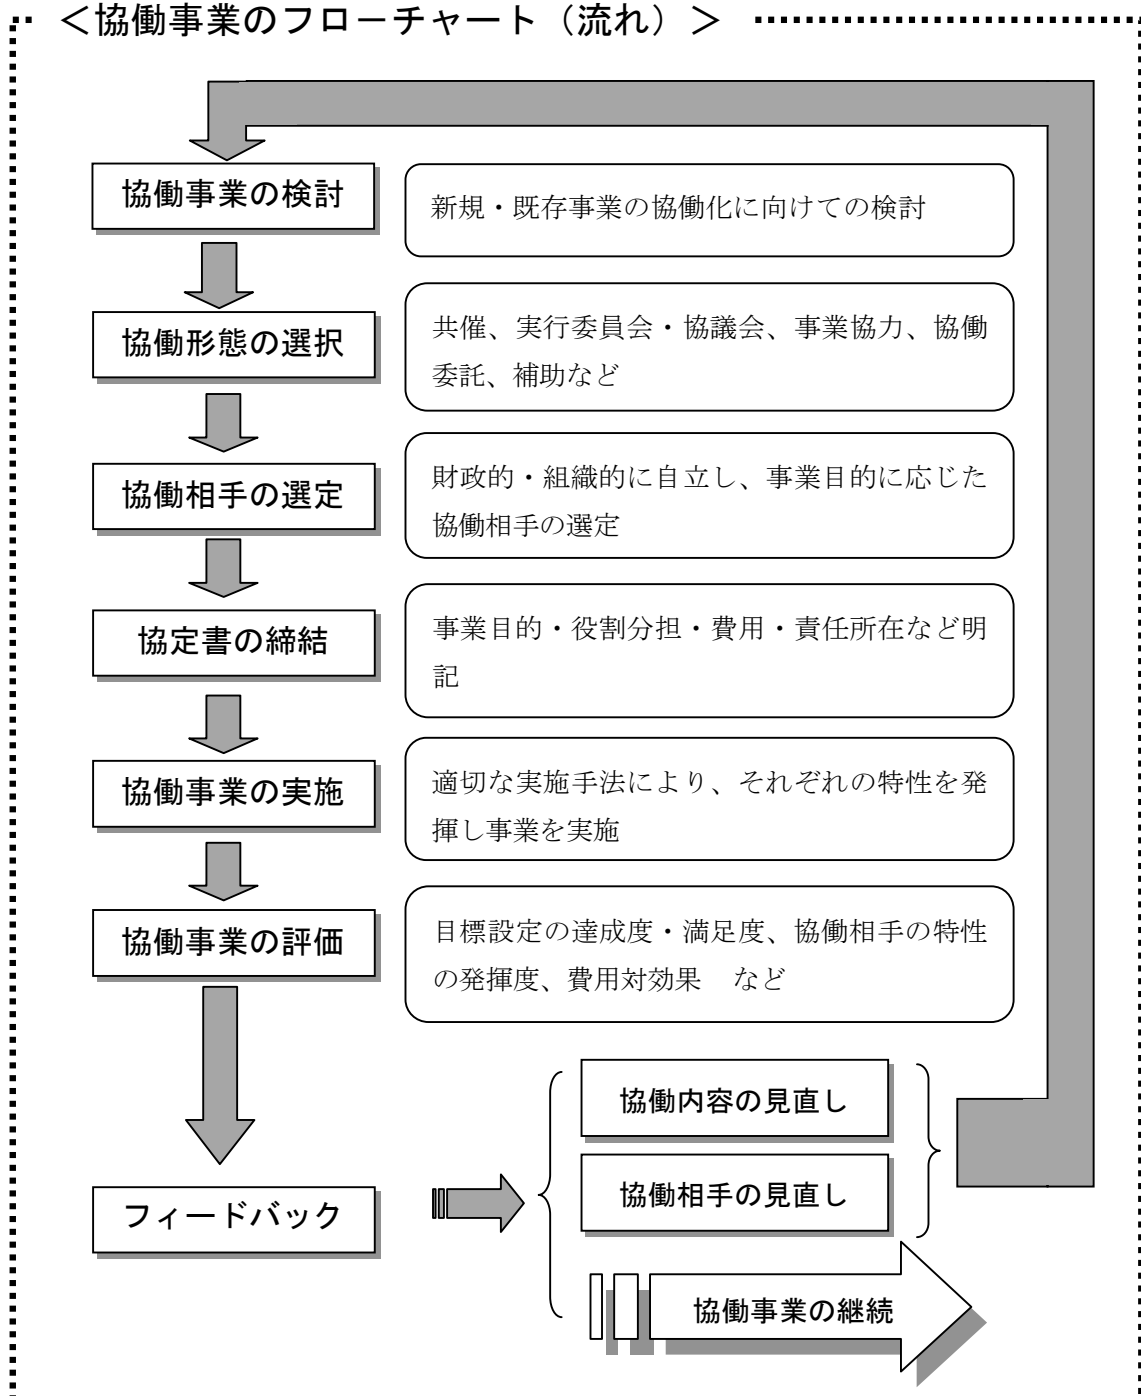 ＜協働事業のフローチャート（流れ）＞
協働事業の検討
新規・既存事業の協働化に向けての検討
協働形態の選択
共催、実行委員会・協議会、事業協力、協働
委託、補助など
協働相手の選定
財政的・組織的に自立し、事業目的に応じた
協働相手の選定
協定書の締結
事業目的・役割分担・費用・責任所在など明
記
協働事業の実施
適切な実施手法により、それぞれの特性を発
揮し事業を実施
協働事業の評価
目標設定の達成度・満足度、協働相手の特性
の発揮度、費用対効果　など
フィードバック
協働内容の見直し
協働相手の見直し
協働事業の継続